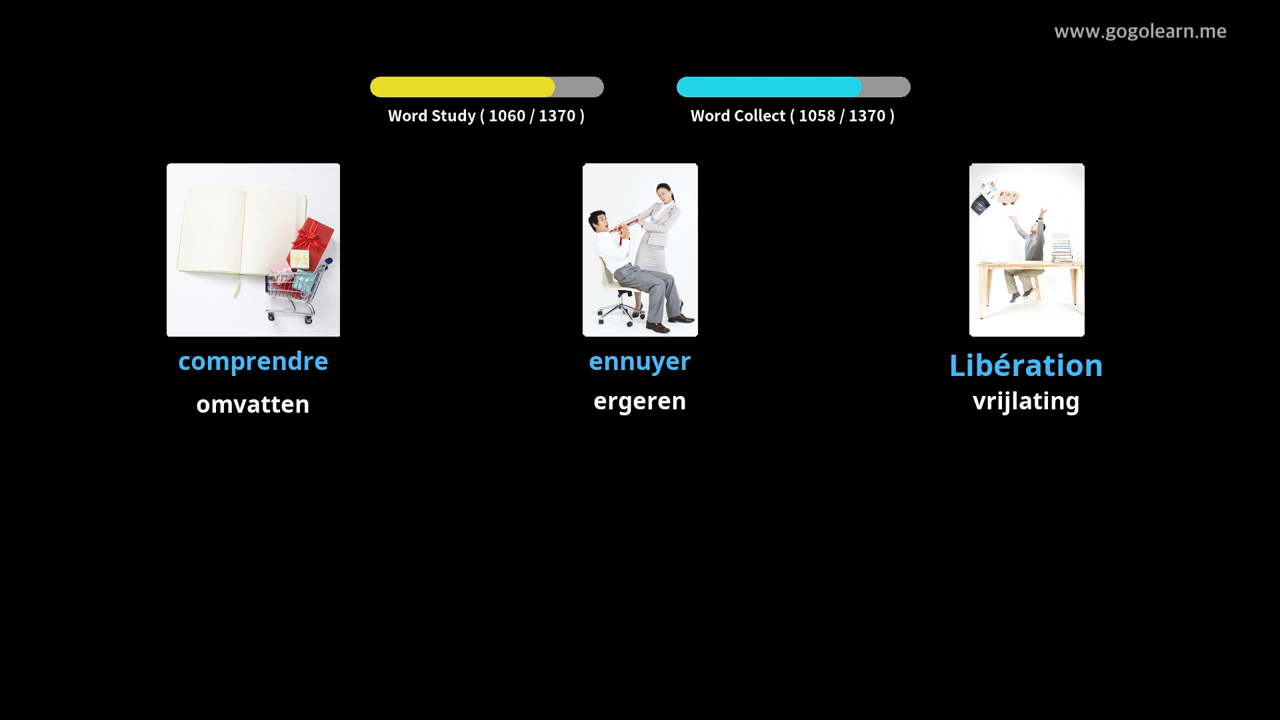 www.gogolearn.me
Word Study ( 1060 / 1370 )
Word Collect ( 1058 / 1370 )
comprendre
omvatten
ennuyer
ergeren
Libération
vrijlating